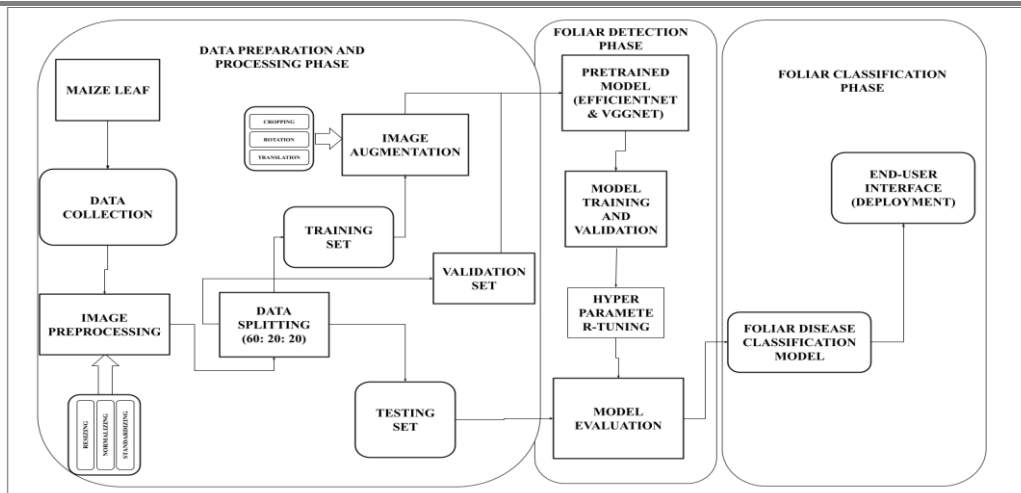 DATA PREPARATION AND
PROCESSING PHASE
MAIZE LEAF
DATA
COLLECTION
IMAGE
PREPROCESSING
RESIZING
NORMALIZING
STANDARDIZING
CROPPING
ROTATION
TRANSLATION
IMAGE
AUGMENTATION
TRAINING
SET
DATA
SPLITTING
(60: 20: 20)
VALIDATION
SET
TESTING
SET
FOLIAR DETECTION
PHASE
PRETRAINED
MODEL
(EFFICIENTNET
& VGGNET)
MODEL
TRAINING
AND
VALIDATION
HYPER
PARAMETE
R-TUNING
MODEL
EVALUATION
FOLIAR CLASSIFICATION
PHASE
END-USER
INTERFACE
(DEPLOYMENT)
FOLIAR DISEASE
CLASSIFICATION
MODEL